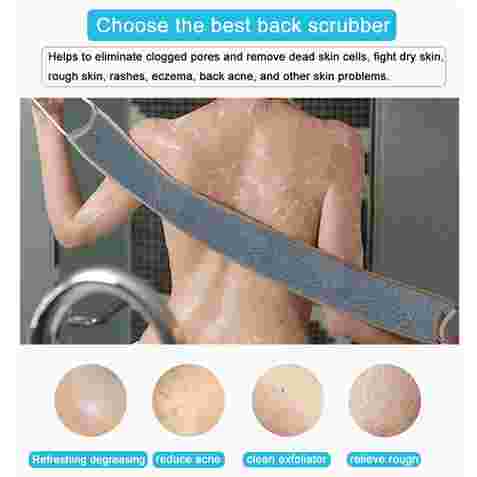 Choose the best back scrubber
Helps to eliminate clogged pores and remove dead skin cells, fight dry skin,
rough skin, rashes, eczema, back acne, and other skin problems.
Refreshing degreasing
reduce acne
clean exfoliator
relieve rough